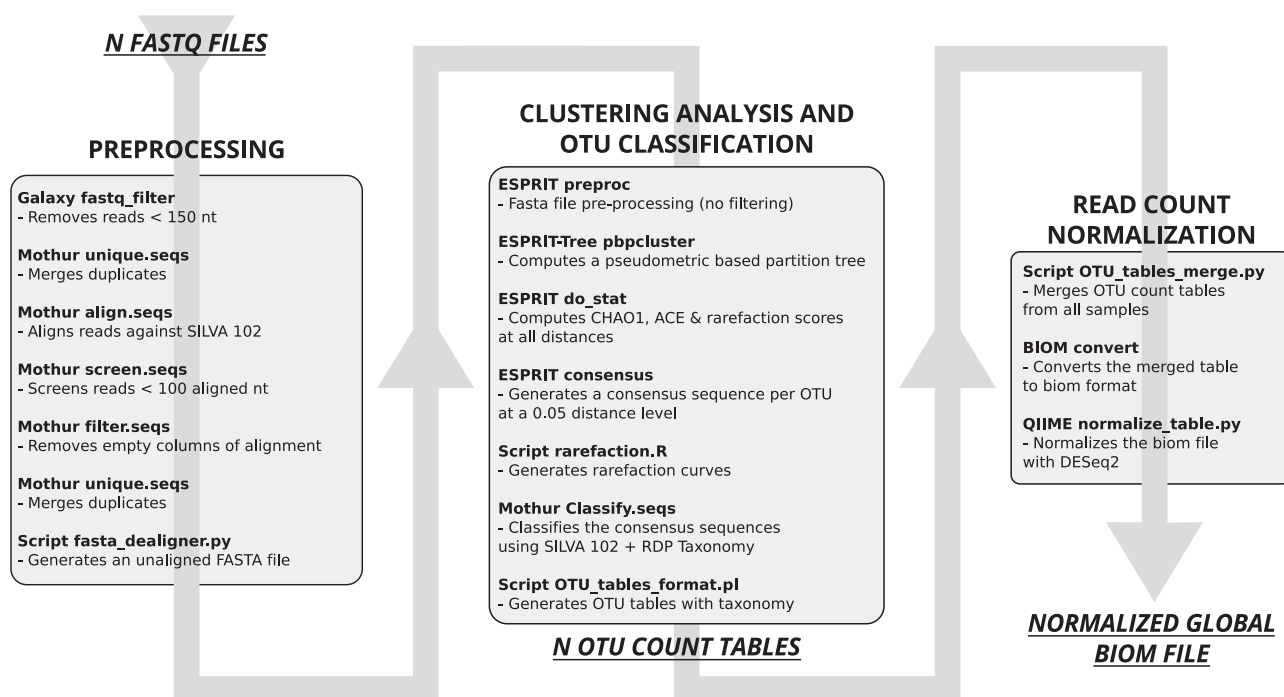 N FASTQ FILES
PREPROCESSING
Galaxy fastq_filter
- Removes reads < 150 nt
Mothur unique.seqs
- Merges duplicates
Mothur align.seqs
- Aligns reads against SILVA 102
Mothur screen.seqs
- Screens reads < 100 aligned nt
Mothur filter.seqs
- Removes empty columns of alignment
Mothur unique.seqs
- Merges duplicates
Script fasta_dealigner.py
- Generates an unaligned FASTA file
CLUSTERING ANALYSIS AND
OTU CLASSIFICATION
ESPRIT preproc
- Fasta file pre-processing (no filtering)
ESPRIT-Tree pbpcluster
- Computes a pseudometric based partition tree
ESPRIT do_stat
- Computes CHAO1, ACE & rarefaction scores
at all distances
ESPRIT consensus
- Generates a consensus sequence per OTU
at a 0.05 distance level
Script rarefaction.R
- Generates rarefaction curves
Mothur Classify.seqs
- Classifies the consensus sequences
using SILVA 102 + RDP Taxonomy
Script OTU_tables_format.pl
- Generates OTU tables with taxonomy
N OTU COUNT TABLES
READ COUNT
NORMALIZATION
Script OTU_tables_merge.py
- Merges OTU count tables
from all samples
BIOM convert
- Converts the merged table
to biom format
QIIME normalize_table.py
- Normalizes the biom file
with DESeq2
NORMALIZED GLOBAL
BIOM FILE